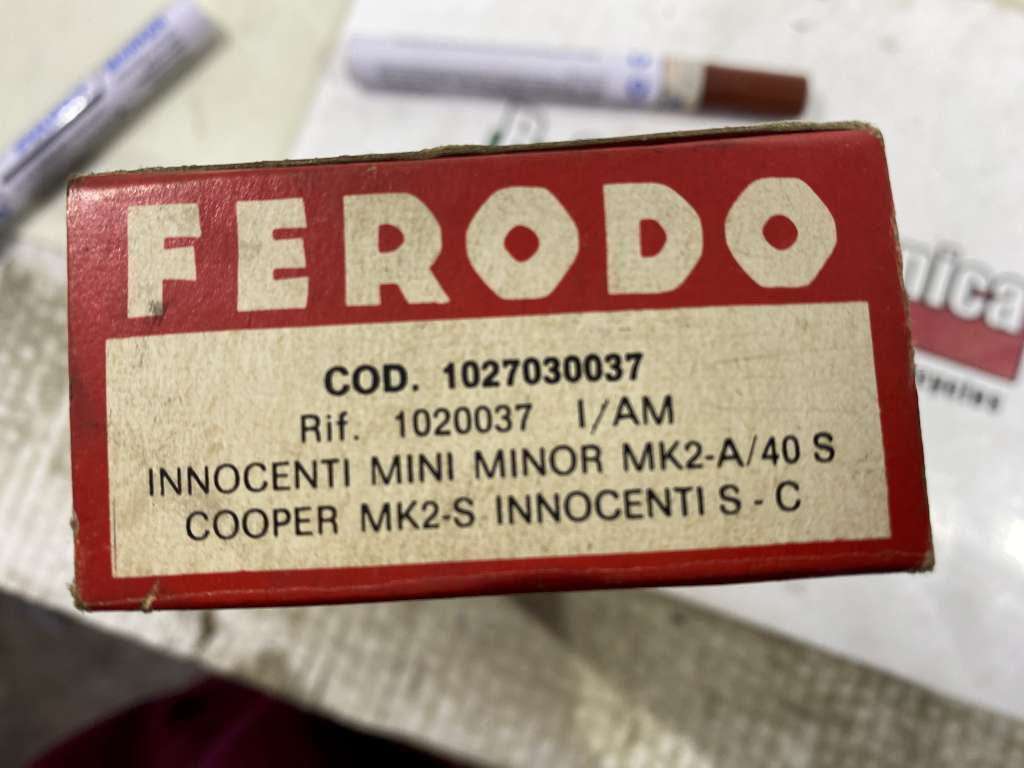 FERODO
COD. 1027030037
Rif. 1020037 I/AM
INNOCENTI MINI MINOR MK2-A/40 S
COOPER MK2-S INNOCENTI S - C